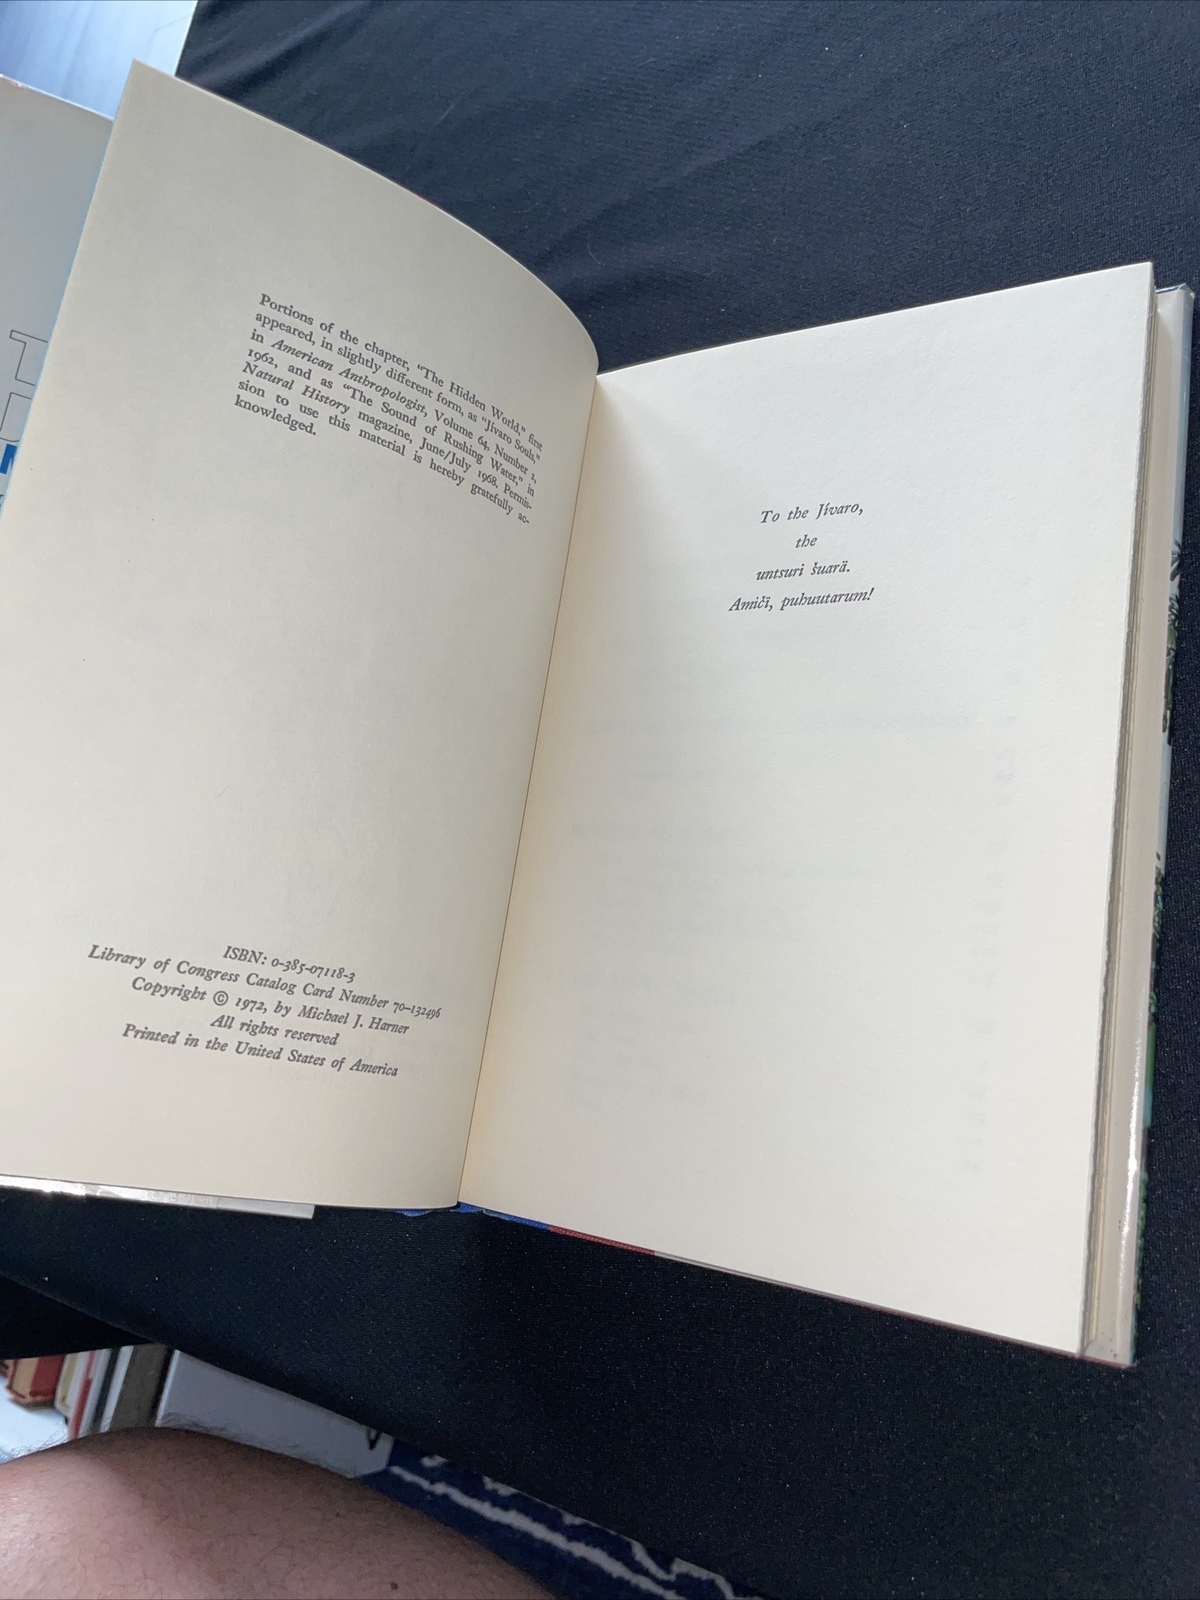 Portions of the chapter, "The Hidden World," first
appeared, in slightly different form, as "Jívaro Souls,"
in American Anthropologist, Volume 64, Number 2,
1962, and as "The Sound of Rushing Water," in
Natural History magazine, June/July 1968. Permis-
sion to use this material is hereby gratefully ac-
knowledged.
ISBN: 0-385-07118-3
Library of Congress Catalog Card Number 70-132496
Copyright © 1972, by Michael J. Harner
All rights reserved
Printed in the United States of America
To the Jívaro,
the
untsuri šuarä.
Amičī, puhuutarum!